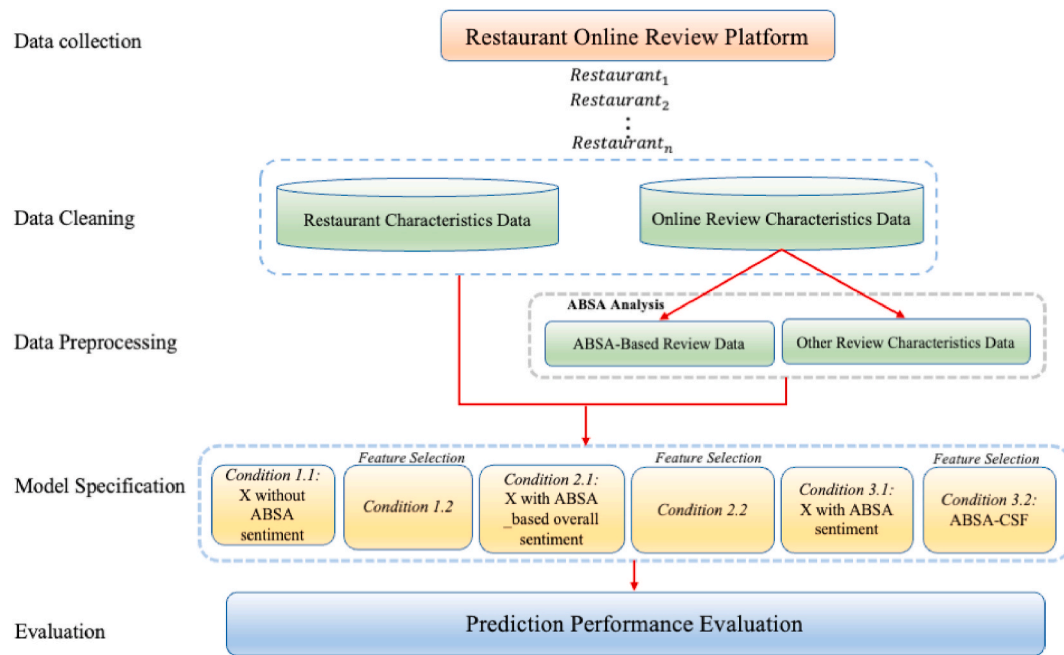 Data collection
Restaurant Online Review Platform
Restaurant₁
Restaurant₂
⋮
Restaurantₙ
Data Cleaning
Restaurant Characteristics Data
Online Review Characteristics Data
ABSA Analysis
Data Preprocessing
ABSA-Based Review Data
Other Review Characteristics Data
Model Specification
Condition 1.1:
X without
ABSA
sentiment
Feature Selection
Condition 1.2
Condition 2.1:
X with ABSA
_based overall
sentiment
Feature Selection
Condition 2.2
Condition 3.1:
X with ABSA
sentiment
Feature Selection
Condition 3.2:
ABSA-CSF
Evaluation
Prediction Performance Evaluation